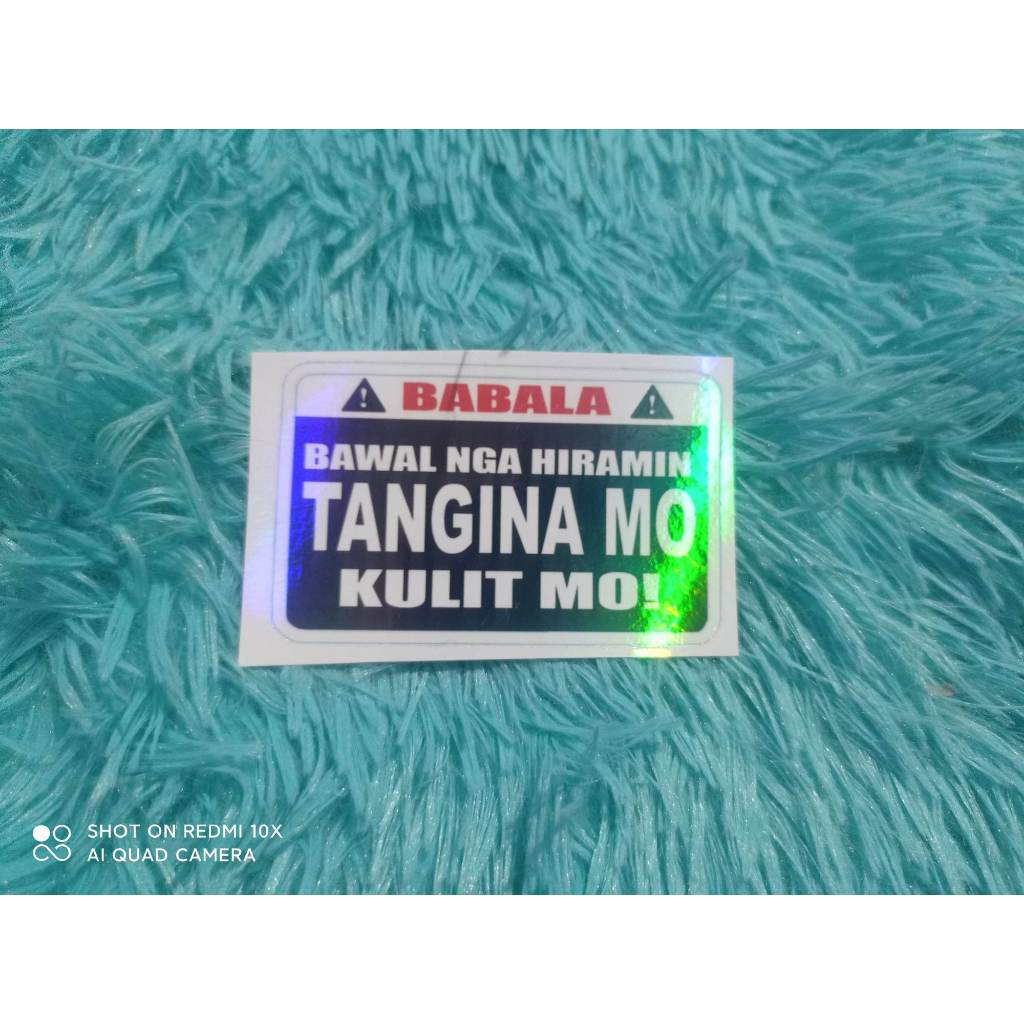 BABALA
BAWAL NGA HIRAMIN
TANGINA MO
KULIT MO!
SHOT ON REDMI 10X
AI QUAD CAMERA